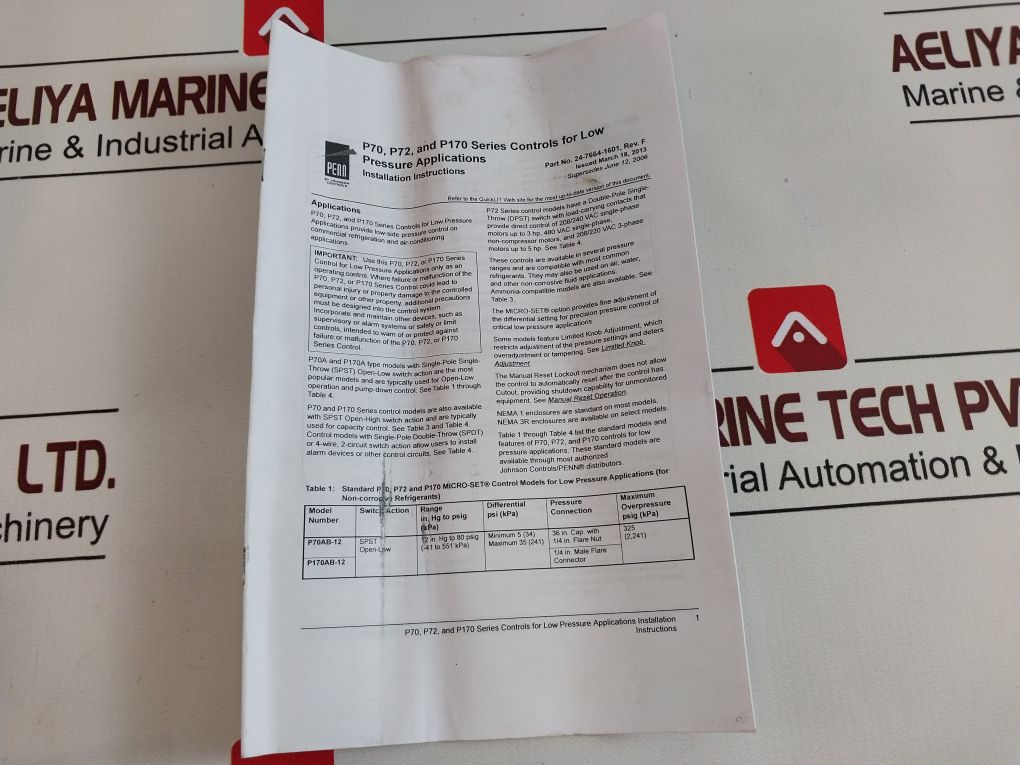 AELIYA
Marine &
ELIYA MARINE
rine & Industrial A
P70, P72, and P170 Series Controls for Low
Pressure Applications
Installation Instructions
PENN
Part No. 24-7664-1601, Rev. F
Issued March 18, 2013
Supersedes June 12, 2006
Refer to the QuickLIT Web site for the most up-to-date version of this document.
Applications
P70, P72, and P170 Series Controls for Low Pressure
Applications provide low-side pressure control on
commercial refrigeration and air-conditioning
applications.
IMPORTANT: Use this P70, P72, or P170 Series
Control for Low Pressure Applications only as an
operating control. Where failure or malfunction of the
P70, P72, or P170 Series Control could lead to
personal injury or property damage to the controlled
equipment or other property, additional precautions
must be designed into the control system.
Incorporate and maintain other devices, such as
supervisory or alarm systems or safety or limit
controls, intended to warn of or protect against
failure or malfunction of the P70, P72, or P170
Series Control.
P70A and P170A type models with Single-Pole Single-
Throw (SPST) Open-Low switch action are the most
popular models and are typically used for Open-Low
operation and pump down control. See Table 1 through
Table 4.
P70 and P170 Series control models are also available
with SPST Open-High switch action and are typically
used for capacity control. See Table 3 and Table 4.
Control models with Single-Pole Double-Throw (SPDT)
or 4-wire, 2-circuit switch action allow users to install
alarm devices or other control circuits. See Table 4.
P72 Series control models have a Double-Pole Single-
Throw (DPST) switch with load-carrying contacts that
provide direct control of 208/240 VAC single-phase
motors up to 3 hp, 480 VAC single-phase,
non-compressor motors, and 208/220 VAC 3-phase
motors up to 5 hp. See Table 4.
These controls are available in several pressure
ranges and are compatible with most common
refrigerants. They may also be used on air, water,
and other non-corrosive fluid applications.
Ammonia compatible models are also available. See
Table 3.
The MICRO-SET® option provides fine adjustment of
the differential setting for precision pressure control of
critical low pressure applications.
Some models feature Limited Knob Adjustment, which
restricts adjustment of the pressure settings and deters
overadjustment or tampering. See Limited Knob
Adjustment.
The Manual Reset Lockout mechanism does not allow
the control to automatically reset after the control has
Cutout, providing shutdown capability for unmonitored
equipment. See Manual Reset Operation.
NEMA 1 enclosures are standard on most models.
NEMA 3R enclosures are available on select models.
Table 1 through Table 4 list the standard models and
features of P70, P72, and P170 controls for low
pressure applications. These standard models are
available through most authorized
Johnson Controls/PENN® distributors.
Table 1: Standard P70, P72 and P170 MICRO-SET® Control Models for Low Pressure Applications (for
Non-corrosive Refrigerants)
Model
Number
Switch Action
Range
in. Hg to psig
(kPa)
Differential
psi (kPa)
Pressure
Connection
Maximum
Overpressure
psig (kPa)
P70AB-12
SPST
Open-Low
12 in. Hg to 80 psig
(-41 to 551 kPa)
Minimum 5 (34)
Maximum 35 (241)
36 in. Cap. with
1/4 in. Flare Nut
325
(2,241)
P170AB-12
1/4 in. Male Flare
Connector
P70, P72, and P170 Series Controls for Low Pressure Applications Installation
Instructions
1
LTD.
chinery
RINE TECH PV
rial Automation &